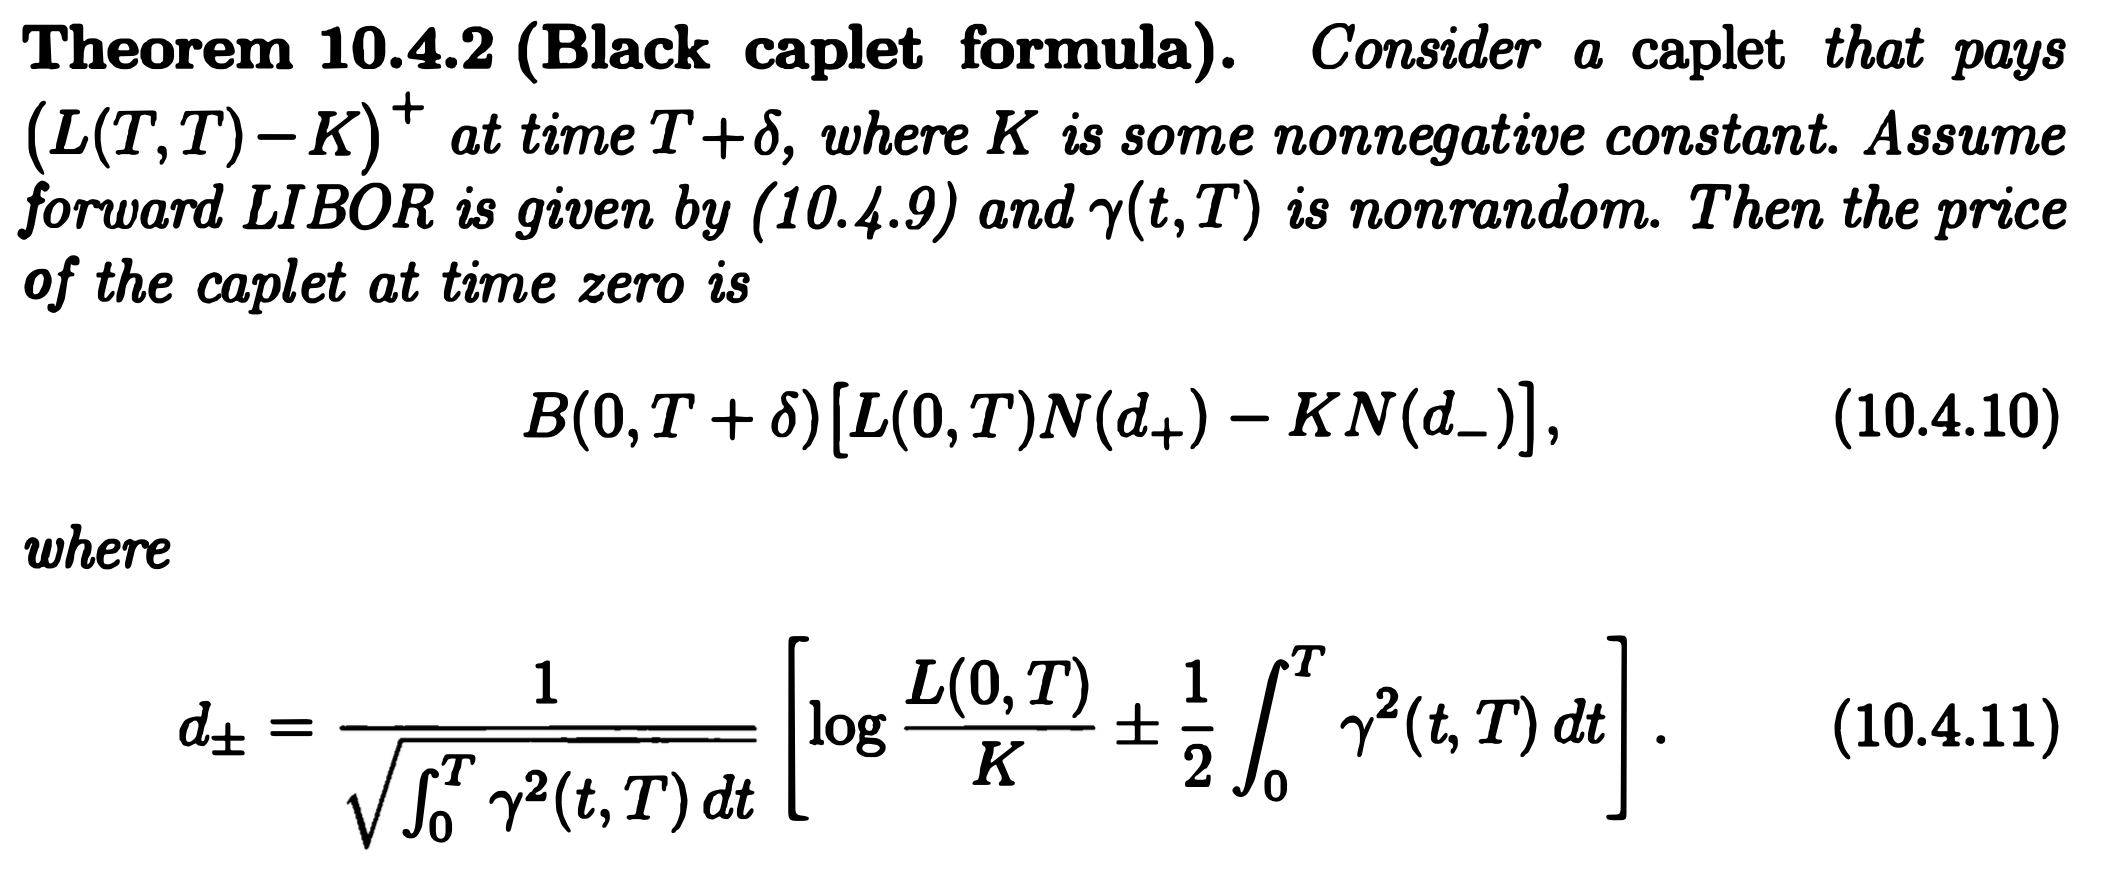 Theorem 10.4.2 (Black caplet formula). Consider a caplet that pays
(L(T,T) − K)⁺ at time T + δ, where K is some nonnegative constant. Assume
forward LIBOR is given by (10.4.9) and γ(t,T) is nonrandom. Then the price
of the caplet at time zero is
B(0, T + δ)[L(0, T)N(d₊) − KN(d₋)], (10.4.10)
where
d± = 1 / √(∫₀ᵀ γ²(t, T) dt) [log L(0, T)/K ± 1/2 ∫₀ᵀ γ²(t, T) dt]. (10.4.11)